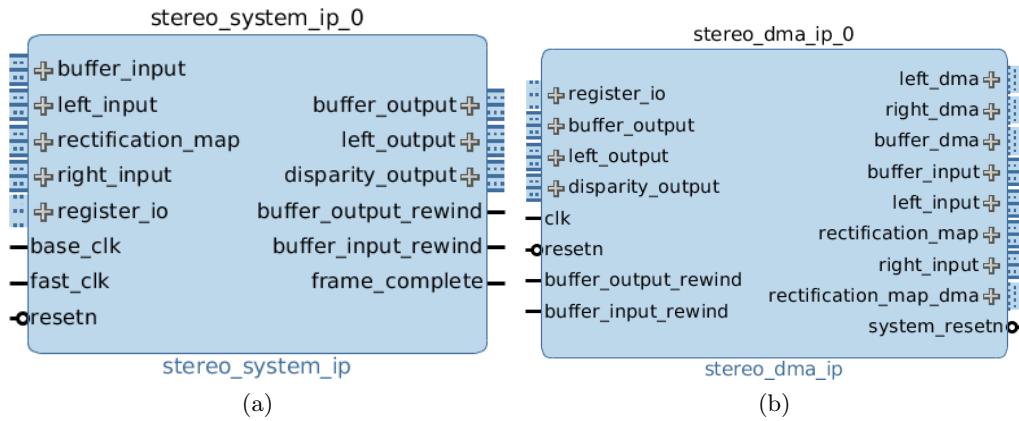 stereo_system_ip_0
buffer_input
left_input
rectification_map
right_input
register_io
base_clk
fast_clk
resetn
buffer_output
left_output
disparity_output
buffer_output_rewind
buffer_input_rewind
frame_complete
stereo_system_ip
(a)
stereo_dma_ip_0
register_io
buffer_output
left_output
disparity_output
clk
resetn
buffer_output_rewind
buffer_input_rewind
left_dma
right_dma
buffer_dma
buffer_input
left_input
rectification_map
right_input
rectification_map_dma
system_resetn
stereo_dma_ip
(b)